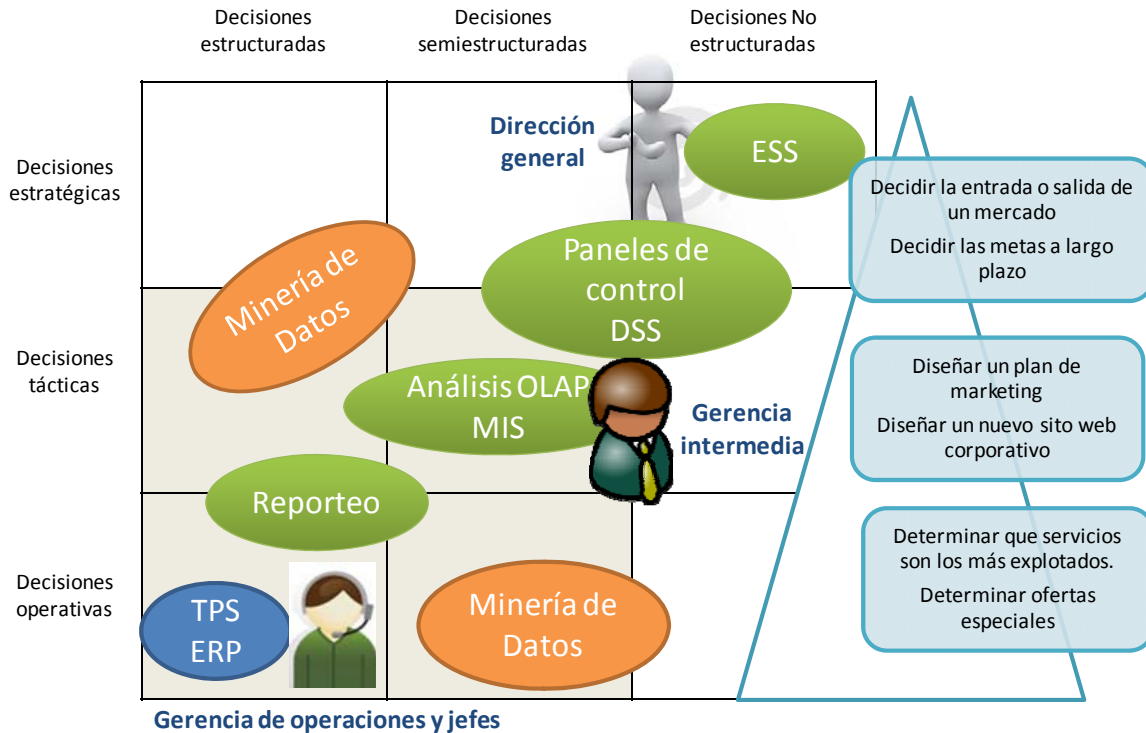 Decisiones
estructuradas
Decisiones
semiestructuradas
Decisiones No
estructuradas
Decisiones
estratégicas
Dirección
general
ESS
Decidir la entrada o salida de
un mercado
Decidir las metas a largo
plazo
Minería de
Datos
Paneles de
control
DSS
Decisiones
tácticas
Análisis OLAP
MIS
Gerencia
intermedia
Diseñar un plan de
marketing
Diseñar un nuevo sito web
corporativo
Reporteo
Decisiones
operativas
TPS
ERP
Minería de
Datos
Determinar que servicios
son los más explotados.
Determinar ofertas
especiales
Gerencia de operaciones y jefes